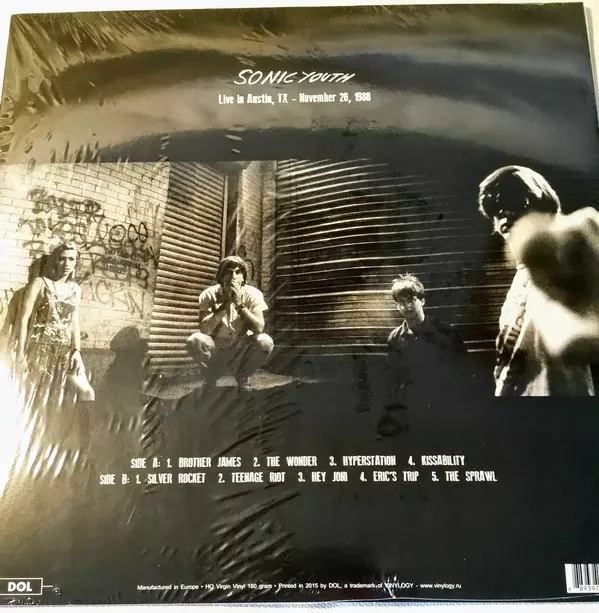 SONIC YOUTH
Live in Austin, TX - November 26, 1988
SIDE A: 1. BROTHER JAMES 2. THE WONDER 3. HYPERSTATION 4. KISSABILITY
SIDE B: 1. SILVER ROCKET 2. TEENAGE RIOT 3. HEY JONI 4. ERIC'S TRIP 5. THE SPRAWL
DOL
Manufactured in Europe • HQ Virgin Vinyl 180 gram • Printed in 2015 by DOL, a trademark of VINYLOGY - www.vinylogy.ru